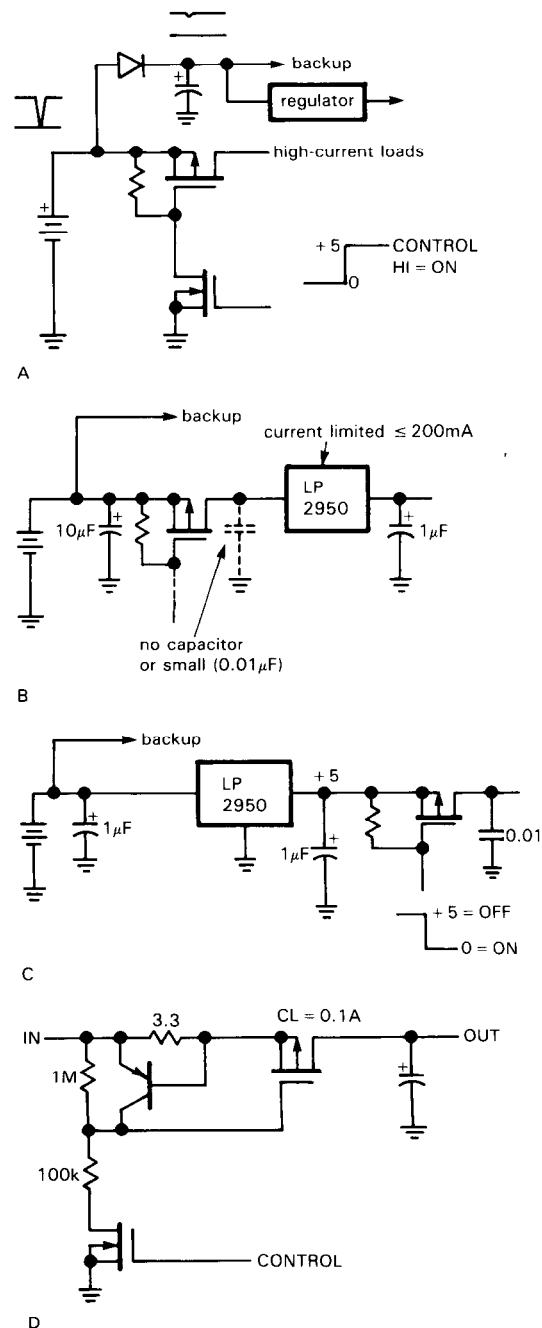 backup
+
regulator
high-current loads
+
+ 5
CONTROL
HI = ON
0
A
backup
current limited ≤ 200mA
LP
2950
10μF
+
+
1μF
no capacitor
or small (0.01μF)
B
backup
LP
2950
+ 5
+
1μF
1μF
+
0.01
+ 5 = OFF
0 = ON
C
IN
3.3
CL = 0.1A
OUT
1M
+
100k
CONTROL
D